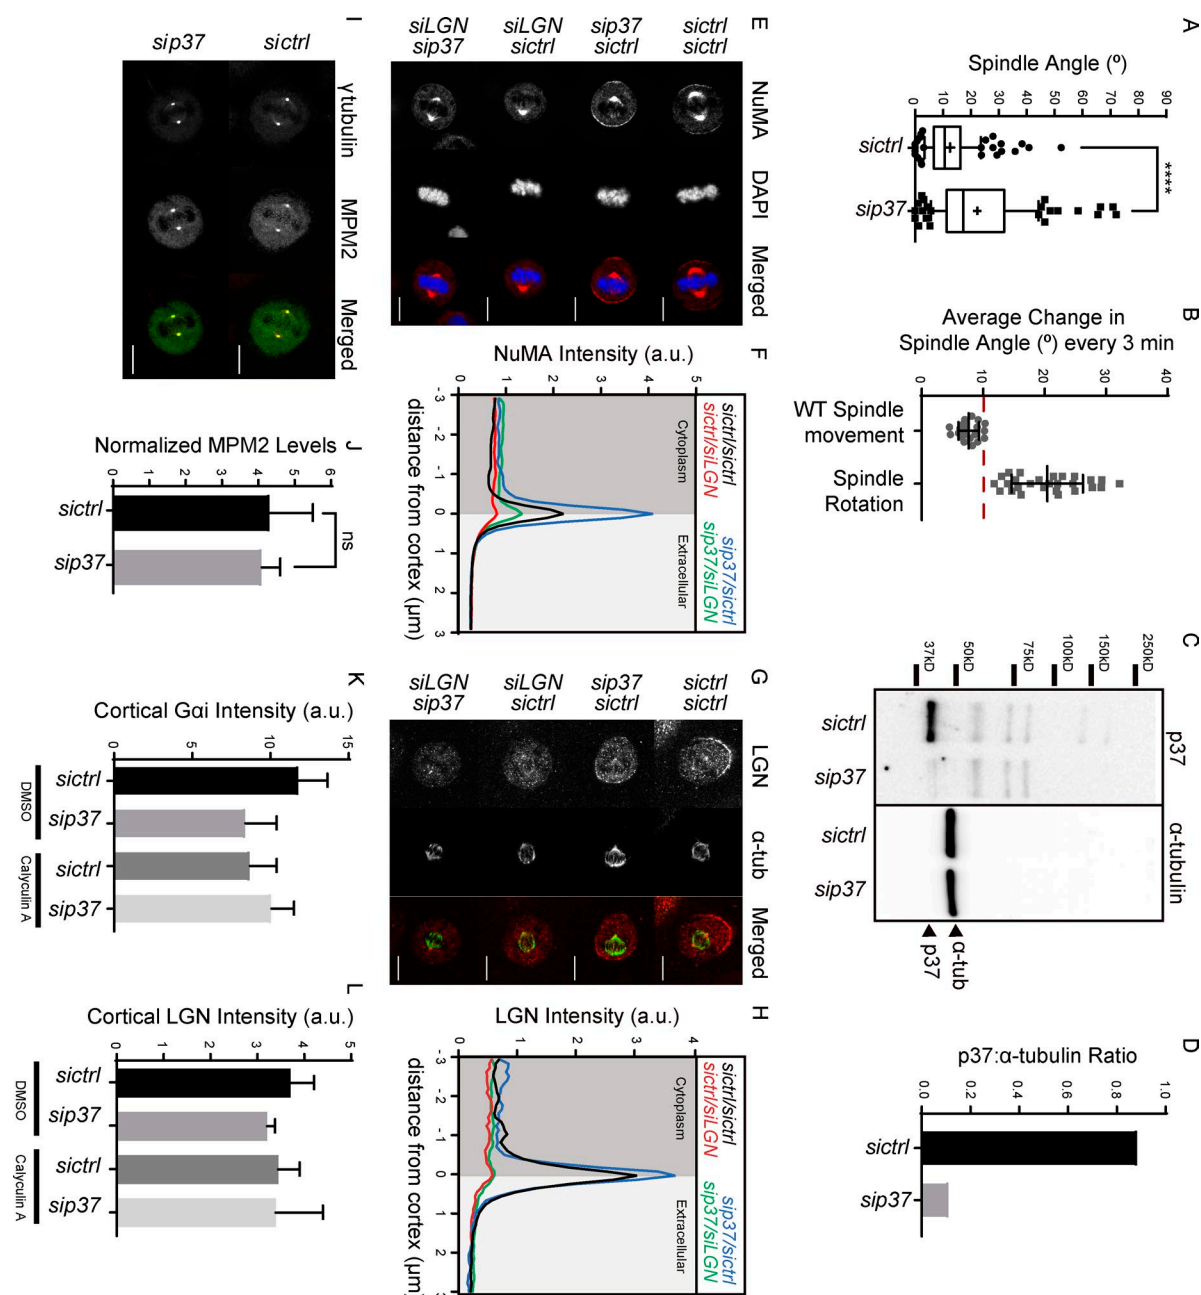 A
Spindle Angle (º)
0
10
20
30
40
50
60
70
80
90
sictrl
sip37
****
B
Average Change in
Spindle Angle (º) every 3 min
0
10
20
30
40
WT Spindle
movement
Spindle
Rotation
C
37kD
50kD
75kD
100kD
150kD
250kD
sictrl
sip37
sictrl
sip37
p37
α-tubulin
p37
α-tub
D
p37:α-tubulin Ratio
0.0
0.2
0.4
0.6
0.8
1.0
sictrl
sip37
E
NuMA
DAPI
Merged
sictrl
sictrl
sip37
sictrl
siLGN
sictrl
siLGN
sip37
F
NuMA Intensity (a.u.)
0
1
2
3
4
5
sictrl/sictrl
sictrl/siLGN
sip37/sictrl
sip37/siLGN
Cytoplasm
Extracellular
-3
-2
-1
0
1
2
3
distance from cortex (µm)
G
LGN
α-tub
Merged
sictrl
sictrl
sip37
sictrl
siLGN
sictrl
siLGN
sip37
H
LGN Intensity (a.u.)
0
1
2
3
4
sictrl/sictrl
sictrl/siLGN
sip37/sictrl
sip37/siLGN
Cytoplasm
Extracellular
-3
-2
-1
0
1
2
distance from cortex (µm)
I
γtubulin
MPM2
Merged
sictrl
sip37
J
Normalized MPM2 Levels
0
1
2
3
4
5
6
sictrl
sip37
ns
K
Cortical Gαi Intensity (a.u.)
0
5
10
15
sictrl
sip37
sictrl
sip37
DMSO
Calyculin A
L
Cortical LGN Intensity (a.u.)
0
1
2
3
4
5
sictrl
sip37
sictrl
sip37
DMSO
Calyculin A